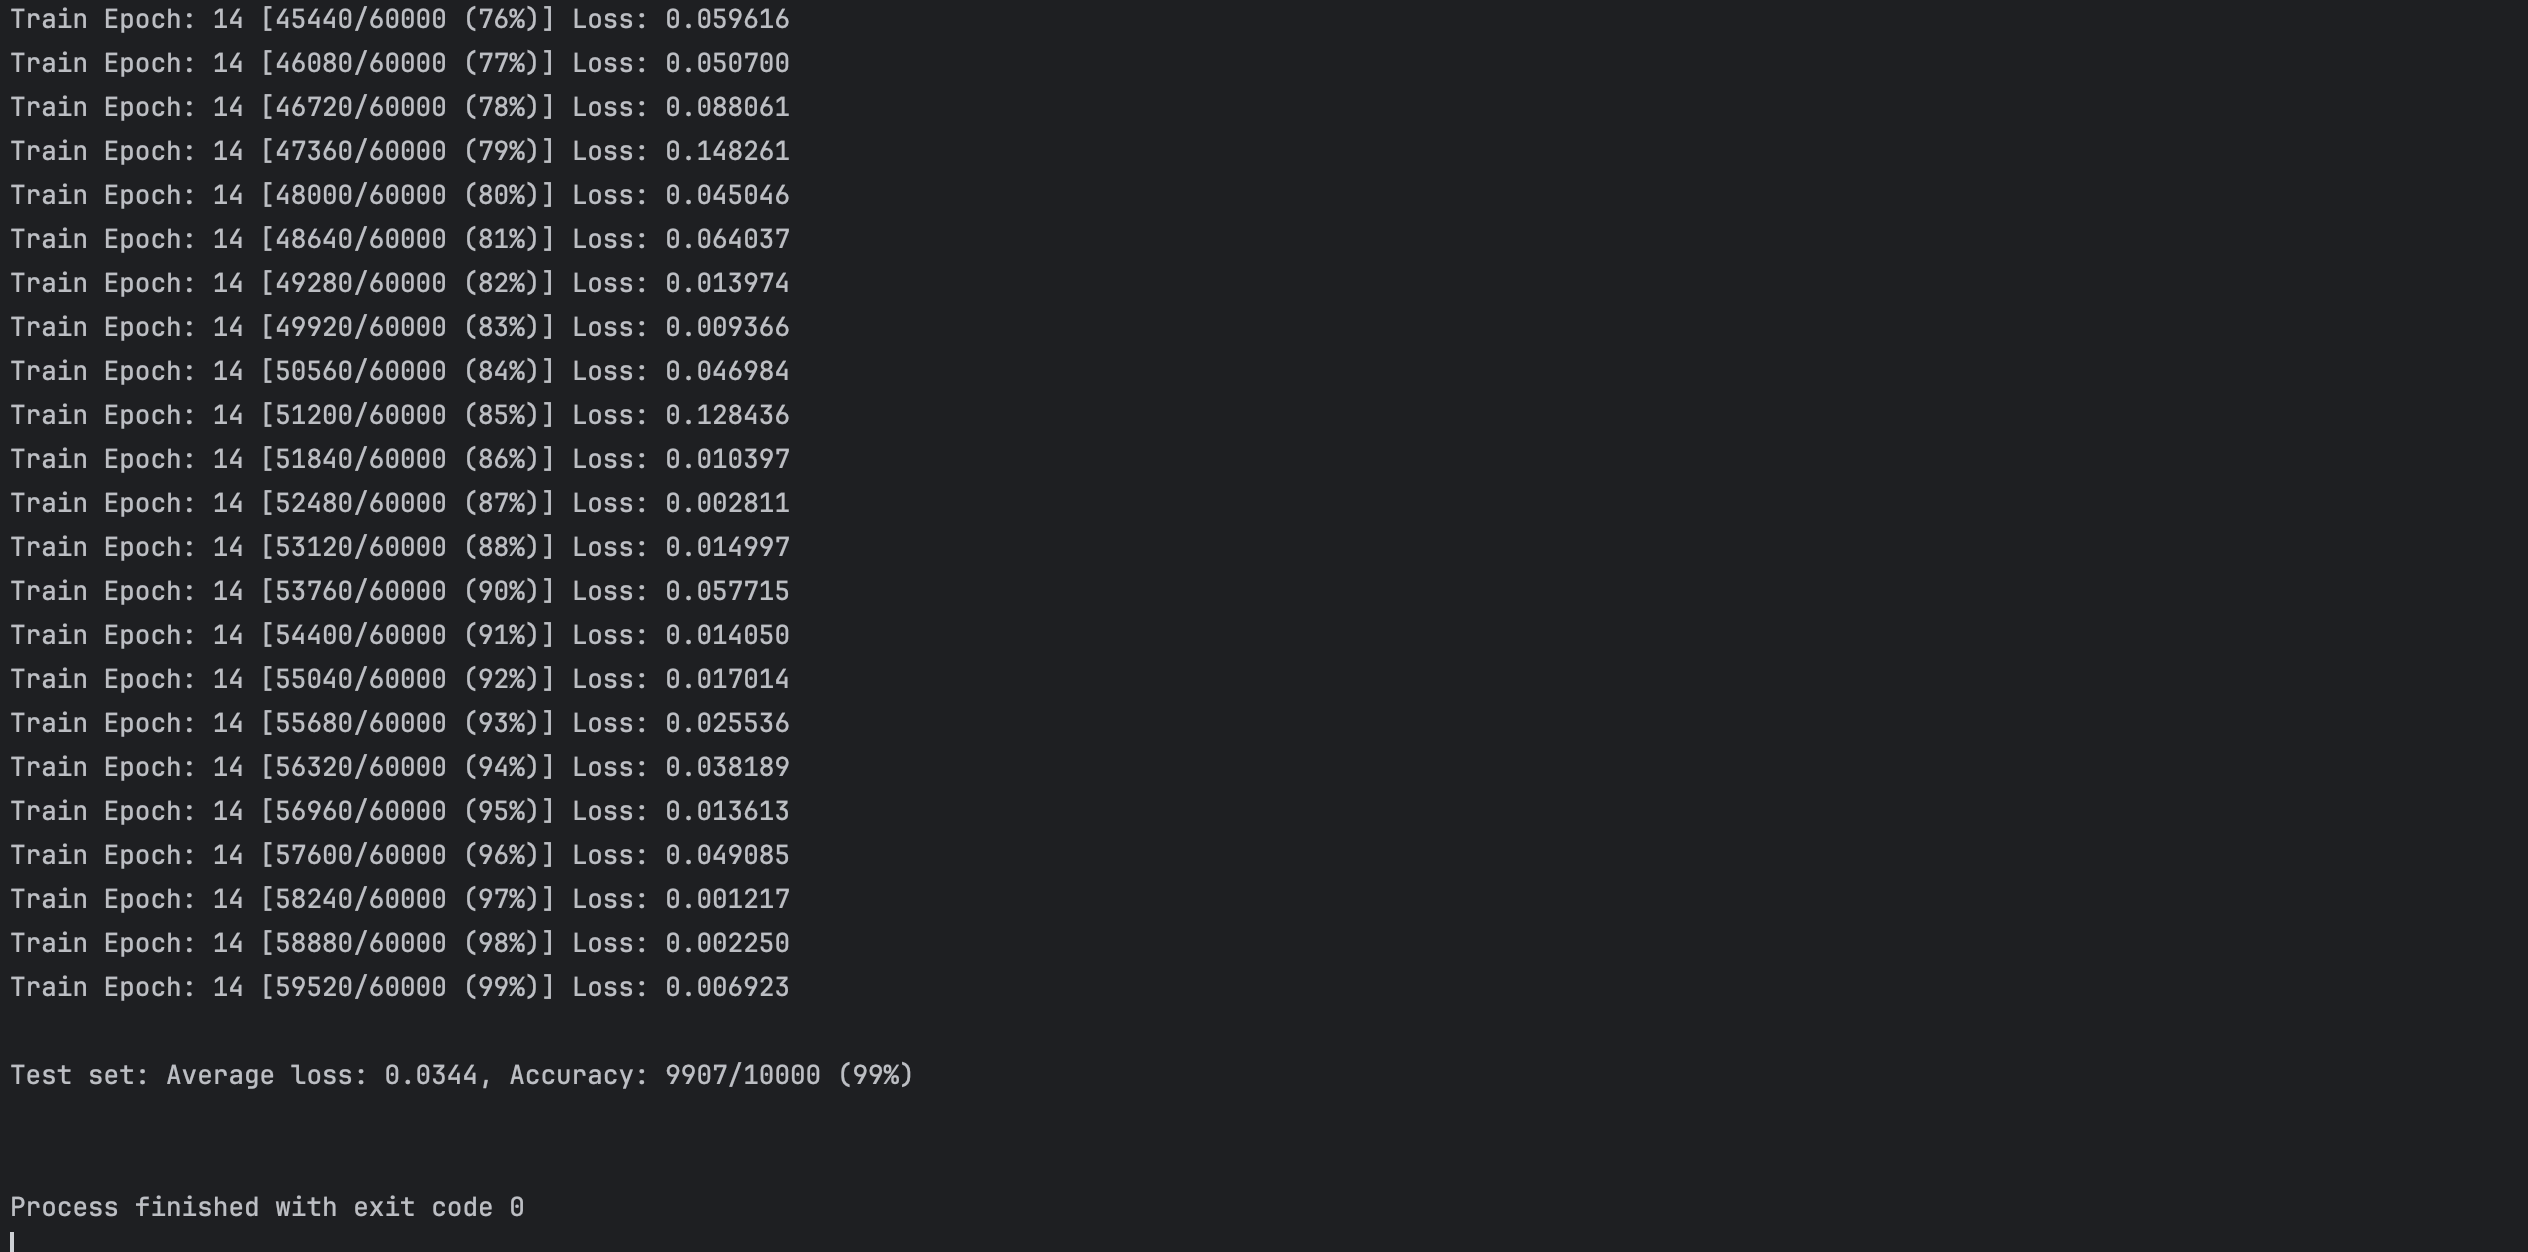 Train Epoch: 14 [45440/60000 (76%)] Loss: 0.059616
Train Epoch: 14 [46080/60000 (77%)] Loss: 0.050700
Train Epoch: 14 [46720/60000 (78%)] Loss: 0.088061
Train Epoch: 14 [47360/60000 (79%)] Loss: 0.148261
Train Epoch: 14 [48000/60000 (80%)] Loss: 0.045046
Train Epoch: 14 [48640/60000 (81%)] Loss: 0.064037
Train Epoch: 14 [49280/60000 (82%)] Loss: 0.013974
Train Epoch: 14 [49920/60000 (83%)] Loss: 0.009366
Train Epoch: 14 [50560/60000 (84%)] Loss: 0.046984
Train Epoch: 14 [51200/60000 (85%)] Loss: 0.128436
Train Epoch: 14 [51840/60000 (86%)] Loss: 0.010397
Train Epoch: 14 [52480/60000 (87%)] Loss: 0.002811
Train Epoch: 14 [53120/60000 (88%)] Loss: 0.014997
Train Epoch: 14 [53760/60000 (90%)] Loss: 0.057715
Train Epoch: 14 [54400/60000 (91%)] Loss: 0.014050
Train Epoch: 14 [55040/60000 (92%)] Loss: 0.017014
Train Epoch: 14 [55680/60000 (93%)] Loss: 0.025536
Train Epoch: 14 [56320/60000 (94%)] Loss: 0.038189
Train Epoch: 14 [56960/60000 (95%)] Loss: 0.013613
Train Epoch: 14 [57600/60000 (96%)] Loss: 0.049085
Train Epoch: 14 [58240/60000 (97%)] Loss: 0.001217
Train Epoch: 14 [58880/60000 (98%)] Loss: 0.002250
Train Epoch: 14 [59520/60000 (99%)] Loss: 0.006923
Test set: Average loss: 0.0344, Accuracy: 9907/10000 (99%)
Process finished with exit code 0